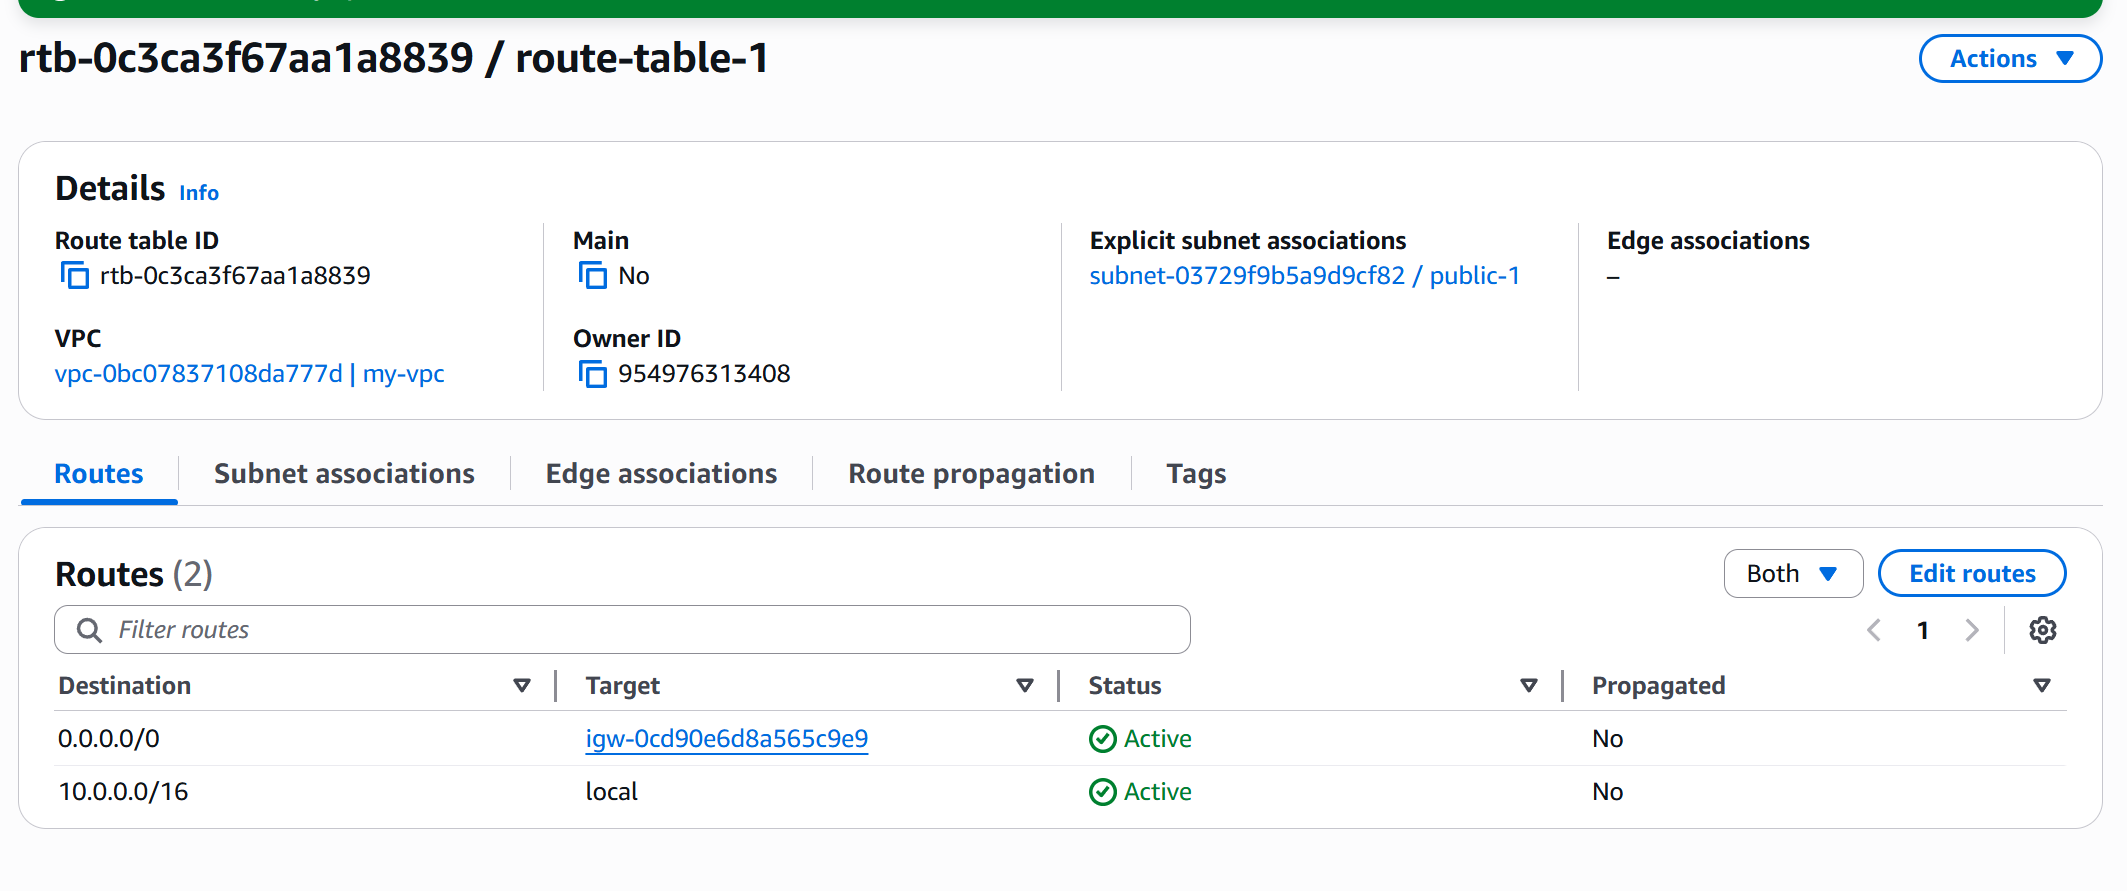 rtb-0c3ca3f67aa1a8839 / route-table-1
Actions
Details Info
Route table ID
rtb-0c3ca3f67aa1a8839
Main
No
Explicit subnet associations
subnet-03729f9b5a9d9cf82 / public-1
Edge associations
–
VPC
vpc-0bc07837108da777d | my-vpc
Owner ID
954976313408
Routes Subnet associations Edge associations Route propagation Tags
Routes (2)
Both Edit routes
Filter routes
1
Destination Target Status Propagated
0.0.0.0/0 igw-0cd90e6d8a565c9e9 Active No
10.0.0.0/16 local Active No